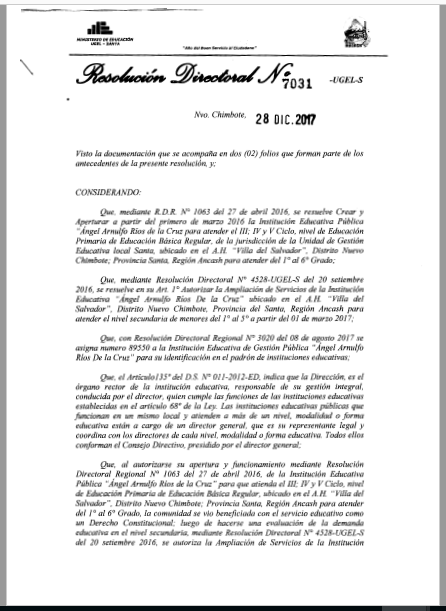 MINISTERIO DE EDUCACIÓN
UGEL - SANTA
"Año del Buen Servicio al Ciudadano"
Resolución Directoral Nº 7031 -UGEL-S
Nvo. Chimbote, 28 DIC. 2017
Visto la documentación que se acompaña en dos (02) folios que forman parte de los
antecedentes de la presente resolución, y;
CONSIDERANDO:
Que, mediante R.D.R. Nº 1063 del 27 de abril 2016, se resuelve Crear y
Aperturar a partir del primero de marzo 2016 la Institución Educativa Pública
"Ángel Arnulfo Ríos de la Cruz para atender el III; IV y V Ciclo, nivel de Educación
Primaria de Educación Básica Regular, de la jurisdicción de la Unidad de Gestión
Educativa local Santa, ubicado en el A.H. "Villa del Salvador", Distrito Nuevo
Chimbote; Provincia Santa, Región Ancash para atender del 1º al 6º Grado;
Que, mediante Resolución Directoral Nº 4528-UGEL-S del 20 setiembre
2016, se resuelve en su Art. 1º Autorizar la Ampliación de Servicios de la Institución
Educativa "Ángel Arnulfo Ríos De la Cruz" ubicado en el A.H. "Villa del
Salvador", Distrito Nuevo Chimbote, Provincia del Santa, Región Ancash para
atender el nivel secundaria de menores del 1º al 5º a partir del 01 de marzo 2017;
Que, con Resolución Directoral Regional Nº 3020 del 08 de agosto 2017 se
asigna número 89550 a la Institución Educativa de Gestión Pública "Ángel Arnulfo
Ríos De la Cruz" para su identificación en el padrón de instituciones educativas;
Que, el Artículo135º del D.S. Nº 011-2012-ED, indica que la Dirección, es el
órgano rector de la institución educativa, responsable de su gestión integral,
conducida por el director, quien cumple las funciones de las instituciones educativas
establecidas en el artículo 68º de la Ley. Las instituciones educativas públicas que
funcionan en un mismo local y atienden a más de un nivel, modalidad o forma
educativa están a cargo de un director general, que es su representante legal y
coordina con los directores de cada nivel, modalidad o forma educativa. Todos ellos
conforman el Consejo Directivo, presidido por el director general;
Que, al autorizarse su apertura y funcionamiento mediante Resolución
Directoral Regional Nº 1063 del 27 de abril 2016, de la Institución Educativa
Pública "Ángel Arnulfo Ríos de la Cruz" para que atienda el III; IV y V Ciclo, nivel
de Educación Primaria de Educación Básica Regular, ubicado en el A.H. "Villa del
Salvador", Distrito Nuevo Chimbote; Provincia Santa, Región Ancash para atender
del 1º al 6º Grado, la comunidad se vio beneficiada con el servicio educativo como
un Derecho Constitucional; luego de hacerse una evaluación de la demanda
educativa en el nivel secundaria, mediante Resolución Directoral Nº 4528-UGEL-S
del 20 setiembre 2016, se autoriza la Ampliación de Servicios de la Institución